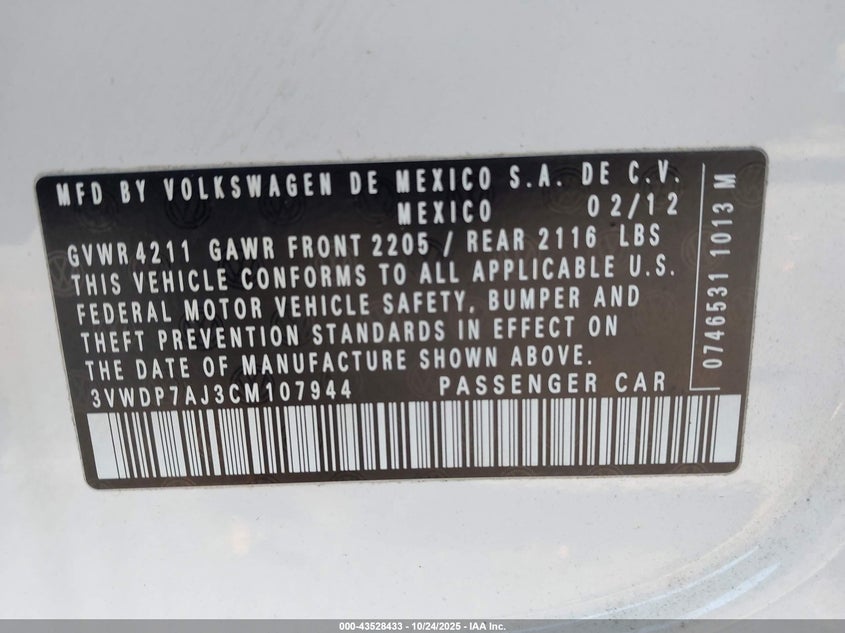 MFD BY VOLKSWAGEN DE MEXICO S.A. DE C.V.
MEXICO 02/12
GVWR 4211 GAWR FRONT 2205 / REAR 2116 LBS
THIS VEHICLE CONFORMS TO ALL APPLICABLE U.S.
FEDERAL MOTOR VEHICLE SAFETY, BUMPER AND
THEFT PREVENTION STANDARDS IN EFFECT ON
THE DATE OF MANUFACTURE SHOWN ABOVE.
3VWDP7AJ3CM107944 PASSENGER CAR
0746531 1013 M
000-43528433 - 10/24/2025 - IAA Inc.